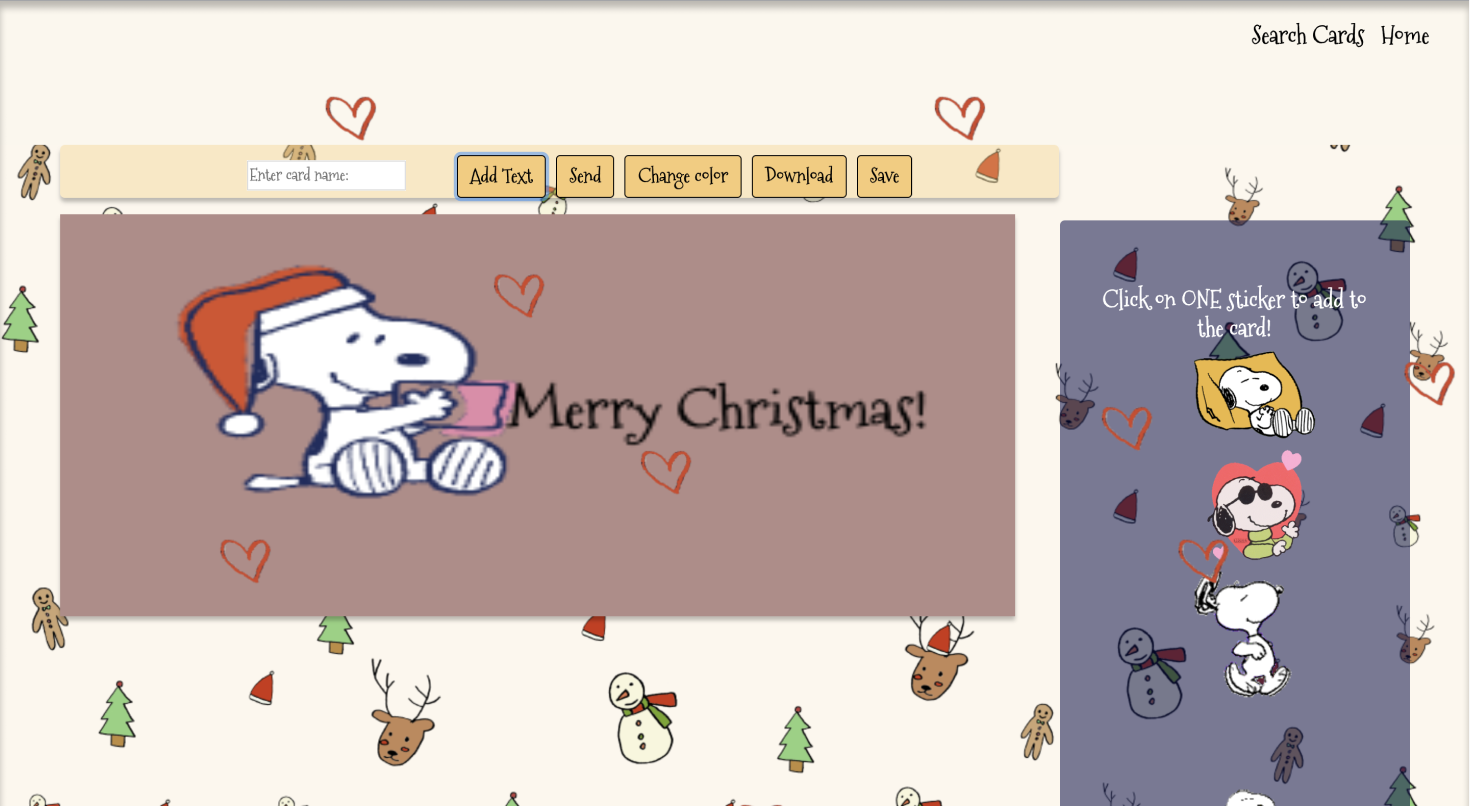 Search Cards Home
Enter card name:
Add Text Send Change color Download Save
Merry Christmas!
Click on ONE sticker to add to
the card!